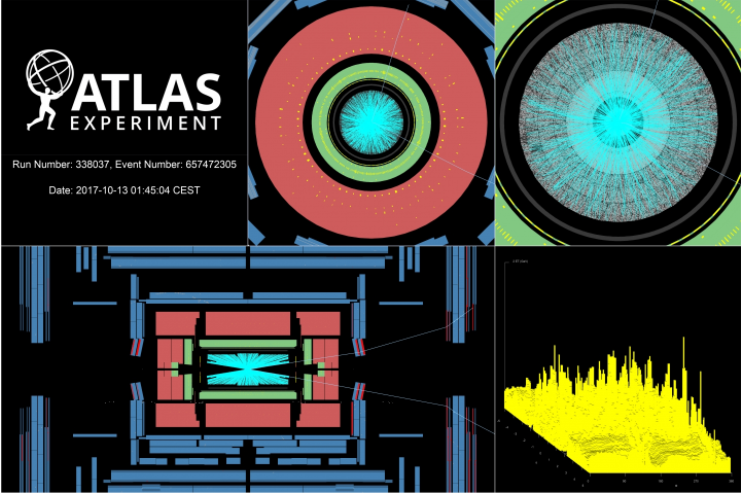 ATLAS
EXPERIMENT
Run Number: 338037, Event Number: 657472305
Date: 2017-10-13 01:45:04 CEST